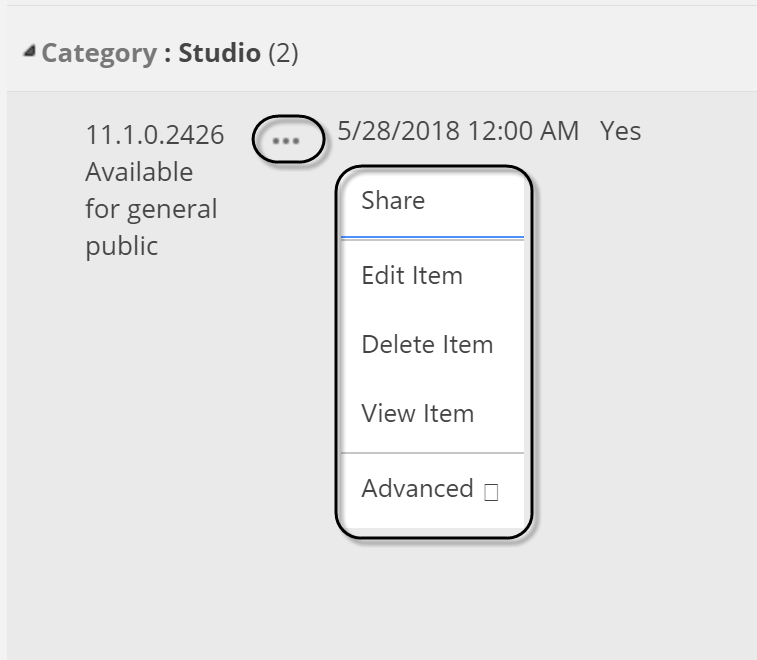 Category : Studio (2)
11.1.0.2426 ... 5/28/2018 12:00 AM Yes
Available
for general
public
Share
Edit Item
Delete Item
View Item
Advanced